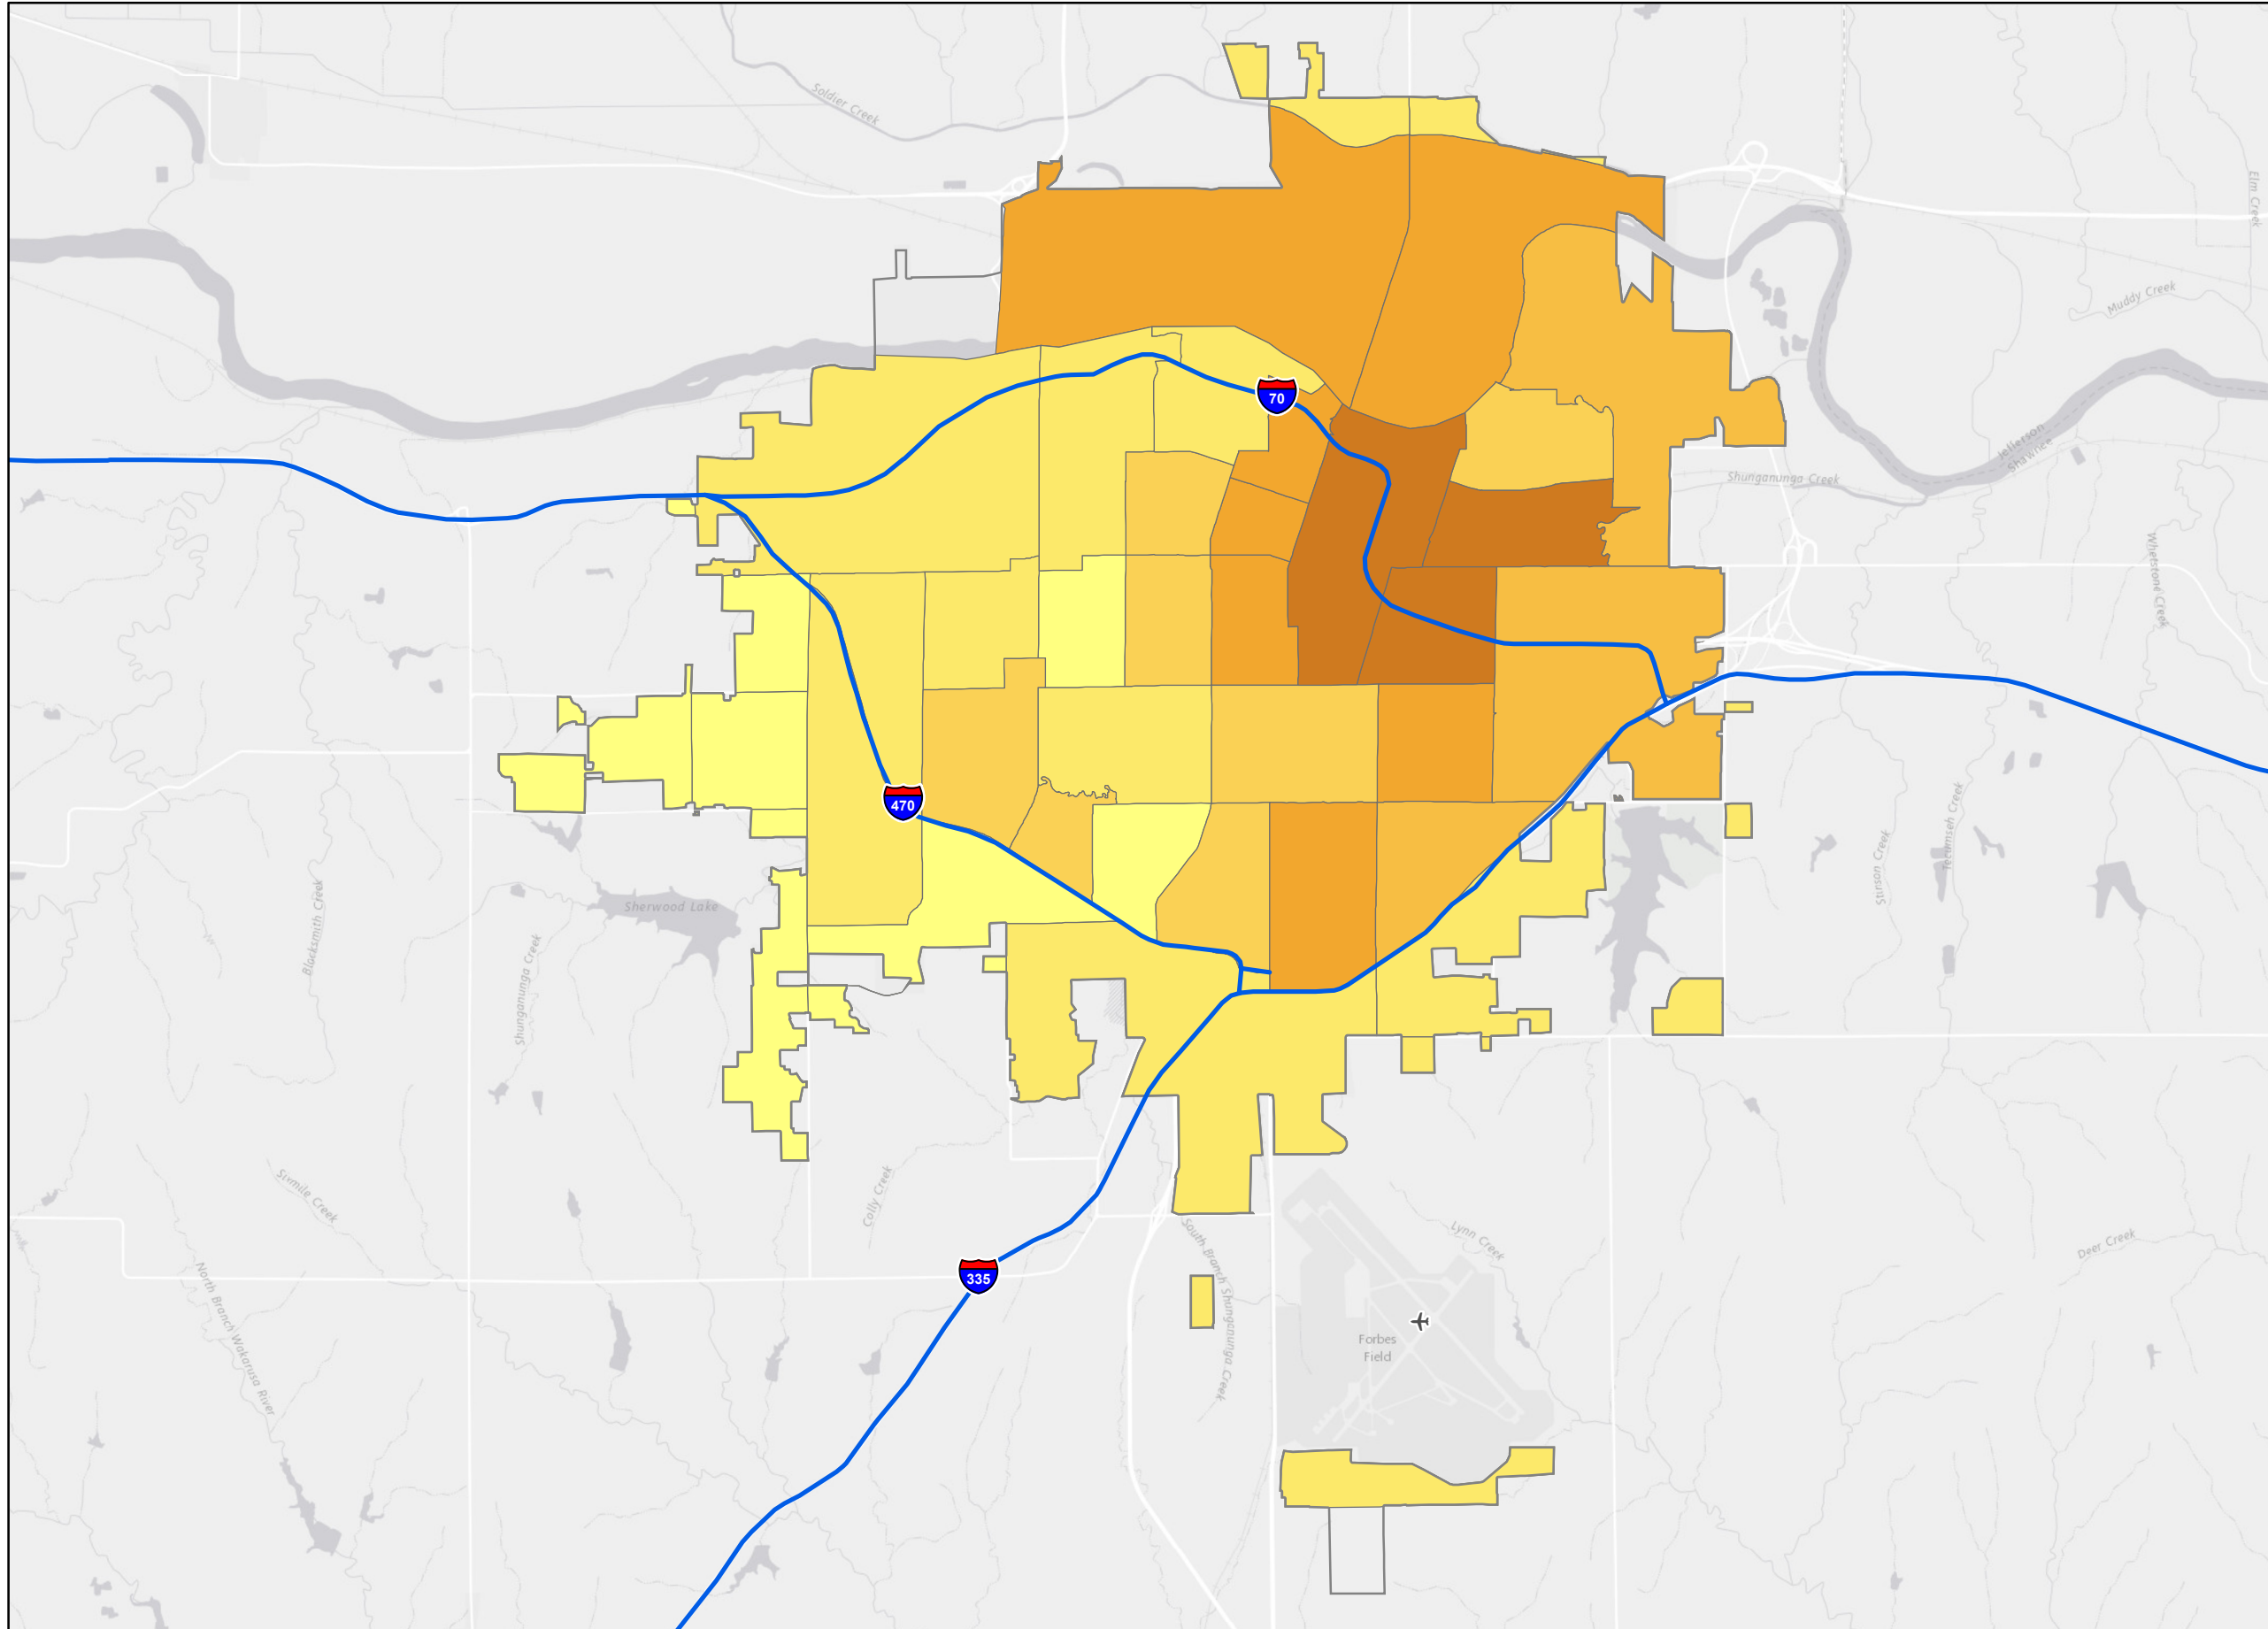 Soldier Creek
Elm Creek
Muddy Creek
70
Jefferson
Shawnee
Shunganunga Creek
Whetstone Creek
470
Sherwood Lake
Blacksmith Creek
Shunganunga Creek
Stinson Creek
Tecumseh Creek
Sixmile Creek
Colly Creek
South Branch Shunganunga Creek
Lynn Creek
Deer Creek
North Branch Wakarusa River
335
Forbes
Field